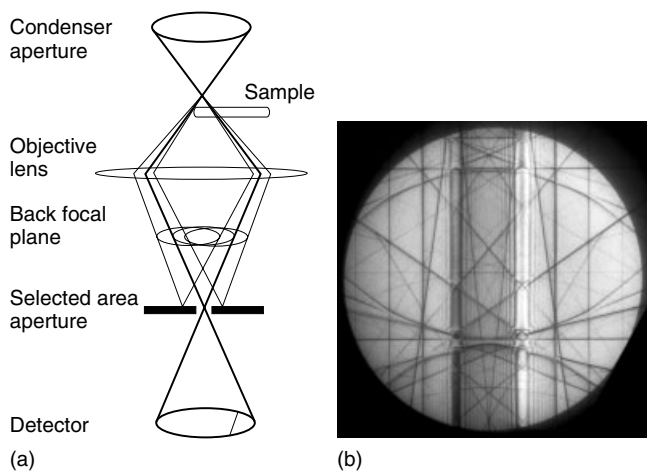 Condenser
aperture
Sample
Objective
lens
Back focal
plane
Selected area
aperture
Detector
(a)
(b)